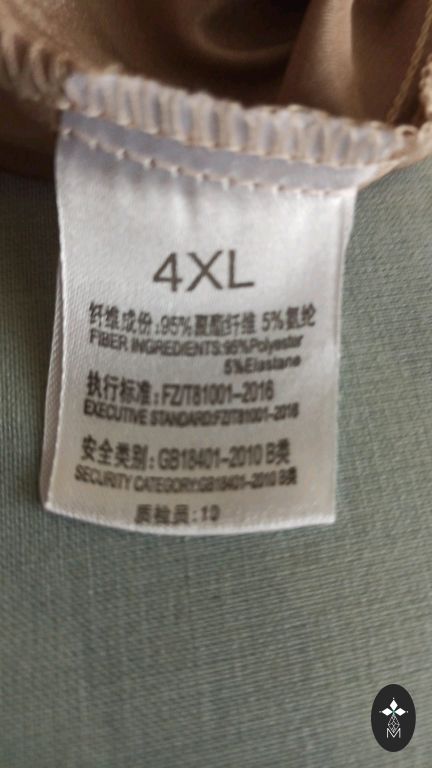 4XL
纤维成份:95%聚酯纤维 5%氨纶
FIBER INGREDIENTS:95%Polyester
5%Elastane
执行标准:FZ/T81001-2016
EXECUTIVE STANDARD:FZ/T81001-2016
安全类别:GB18401-2010 B类
SECURITY CATEGORY:GB18401-2010 B类
质检员:10
M